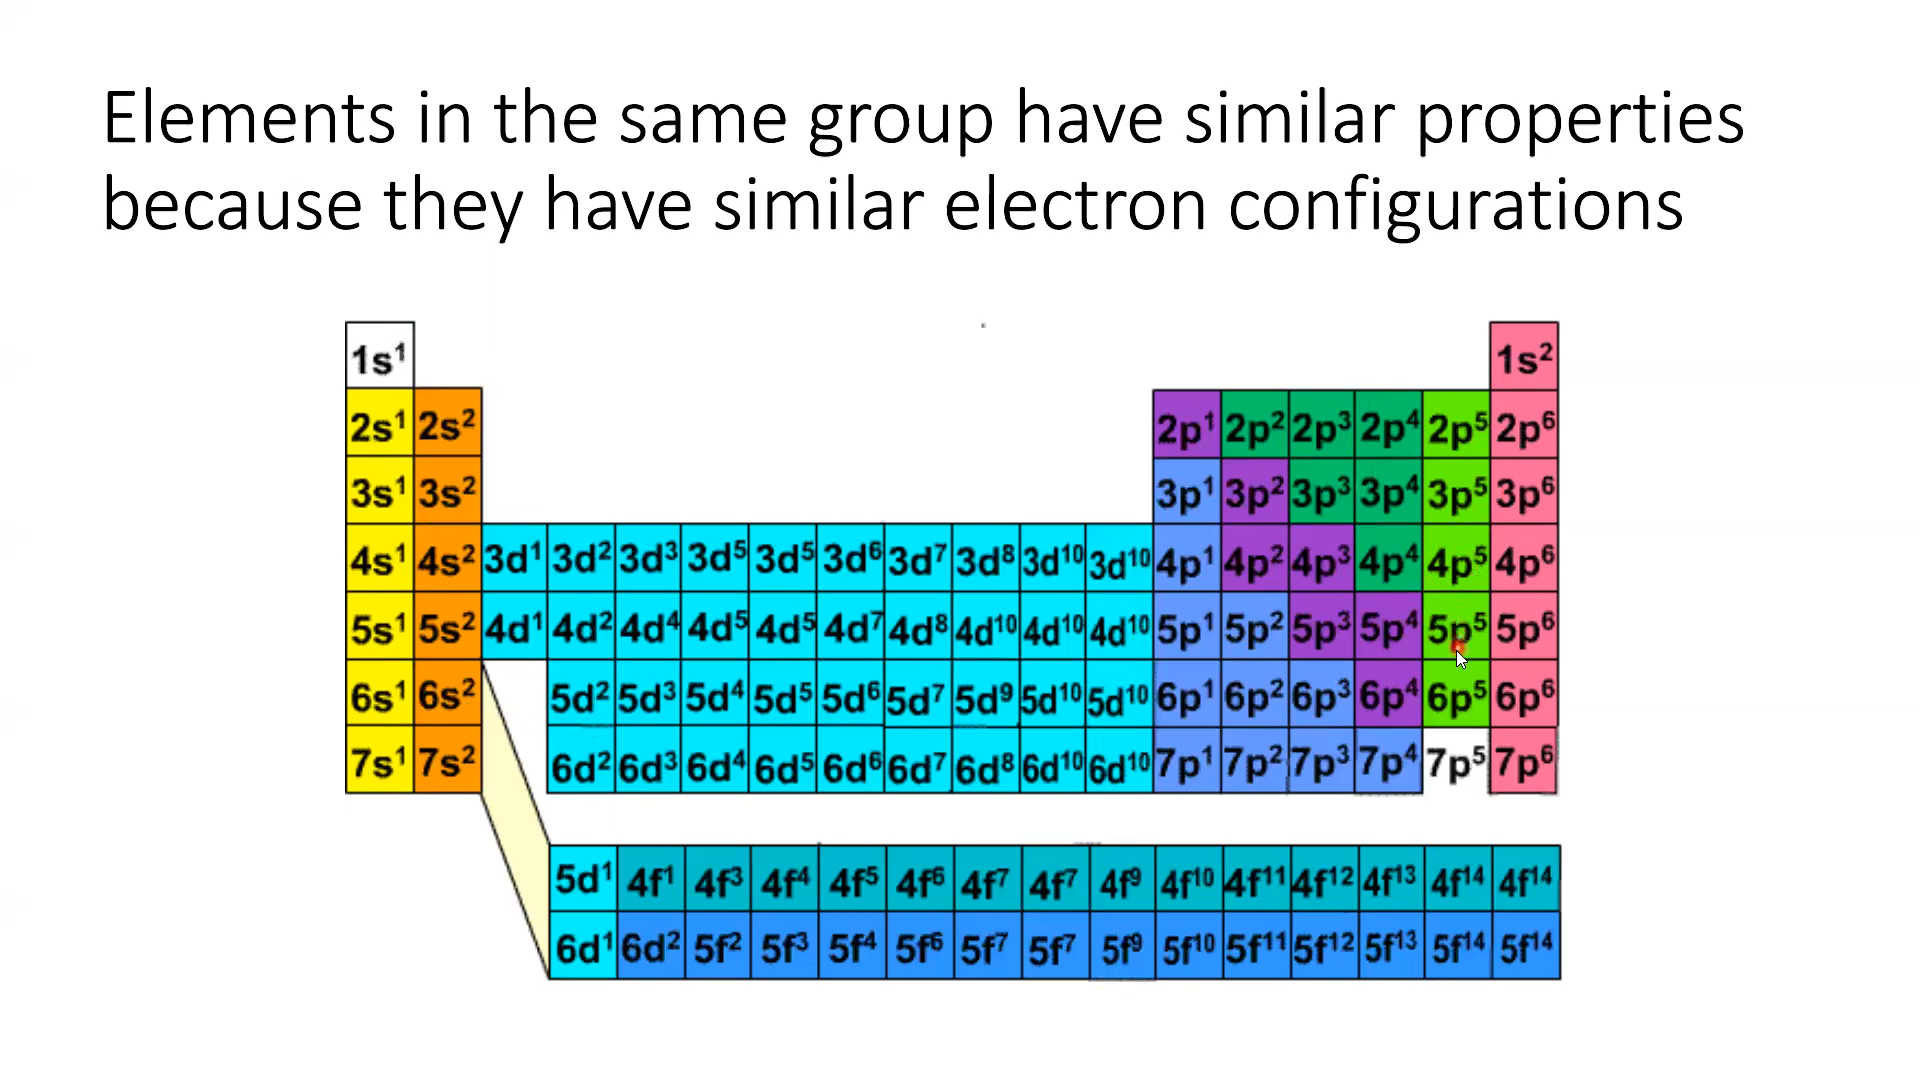 Elements in the same group have similar properties
because they have similar electron configurations
1s¹ 1s²
2s¹ 2s² 2p¹ 2p² 2p³ 2p⁴ 2p⁵ 2p⁶
3s¹ 3s² 3p¹ 3p² 3p³ 3p⁴ 3p⁵ 3p⁶
4s¹ 4s² 3d¹ 3d² 3d³ 3d⁵ 3d⁵ 3d⁶ 3d⁷ 3d⁸ 3d¹⁰ 3d¹⁰ 4p¹ 4p² 4p³ 4p⁴ 4p⁵ 4p⁶
5s¹ 5s² 4d¹ 4d² 4d⁴ 4d⁵ 4d⁵ 4d⁷ 4d⁸ 4d¹⁰ 4d¹⁰ 4d¹⁰ 5p¹ 5p² 5p³ 5p⁴ 5p⁵ 5p⁶
6s¹ 6s² 5d² 5d³ 5d⁴ 5d⁵ 5d⁶ 5d⁷ 5d⁹ 5d¹⁰ 5d¹⁰ 6p¹ 6p² 6p³ 6p⁴ 6p⁵ 6p⁶
7s¹ 7s² 6d² 6d³ 6d⁴ 6d⁵ 6d⁶ 6d⁷ 6d⁸ 6d¹⁰ 6d¹⁰ 7p¹ 7p² 7p³ 7p⁴ 7p⁵ 7p⁶
5d¹ 4f¹ 4f³ 4f⁴ 4f⁵ 4f⁶ 4f⁷ 4f⁷ 4f⁹ 4f¹⁰ 4f¹¹ 4f¹² 4f¹³ 4f¹⁴ 4f¹⁴
6d¹ 6d² 5f² 5f³ 5f⁴ 5f⁶ 5f⁷ 5f⁷ 5f⁹ 5f¹⁰ 5f¹¹ 5f¹² 5f¹³ 5f¹⁴ 5f¹⁴